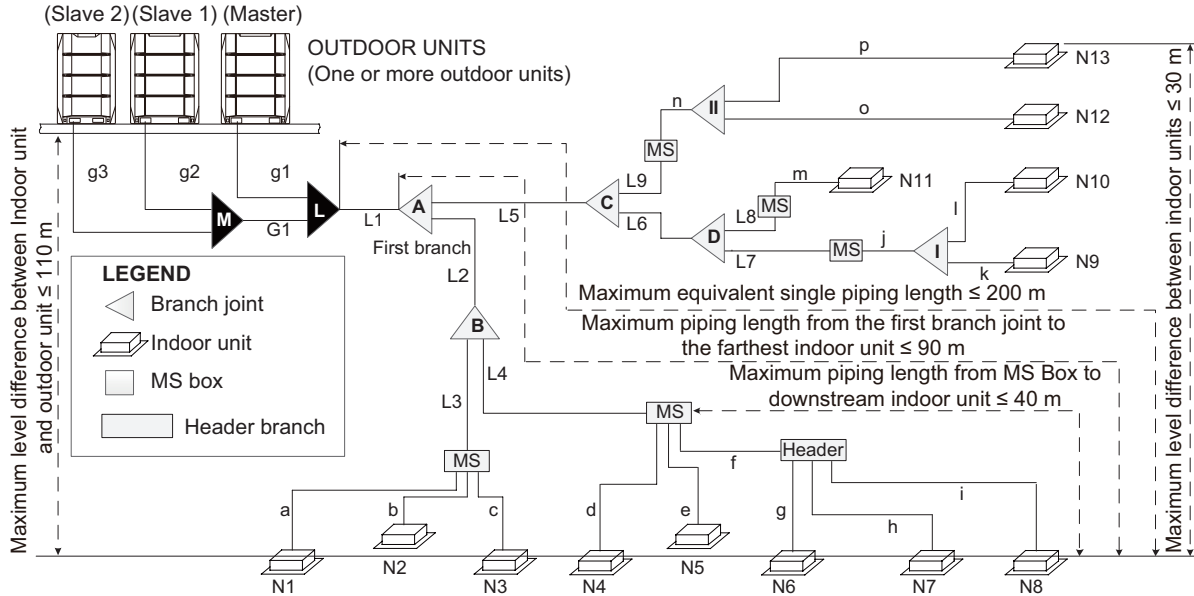 (Slave 2) (Slave 1) (Master)
OUTDOOR UNITS
(One or more outdoor units)
Maximum level difference between Indoor unit
and outdoor unit ≤ 110 m
g3
g2
g1
M
G1
L
L1
A
First branch
L2
L5
C
L9
L6
MS
n
II
p
o
N13
N12
D
L8
MS
m
N11
L7
MS
j
I
l
k
N10
N9
Maximum level difference between indoor units ≤ 30 m
LEGEND
Branch joint
Indoor unit
MS box
Header branch
Maximum equivalent single piping length ≤ 200 m
Maximum piping length from the first branch joint to
the farthest indoor unit ≤ 90 m
Maximum piping length from MS Box to
downstream indoor unit ≤ 40 m
B
L4
L3
MS
MS
f
Header
a
b
c
d
e
g
h
i
N1
N2
N3
N4
N5
N6
N7
N8